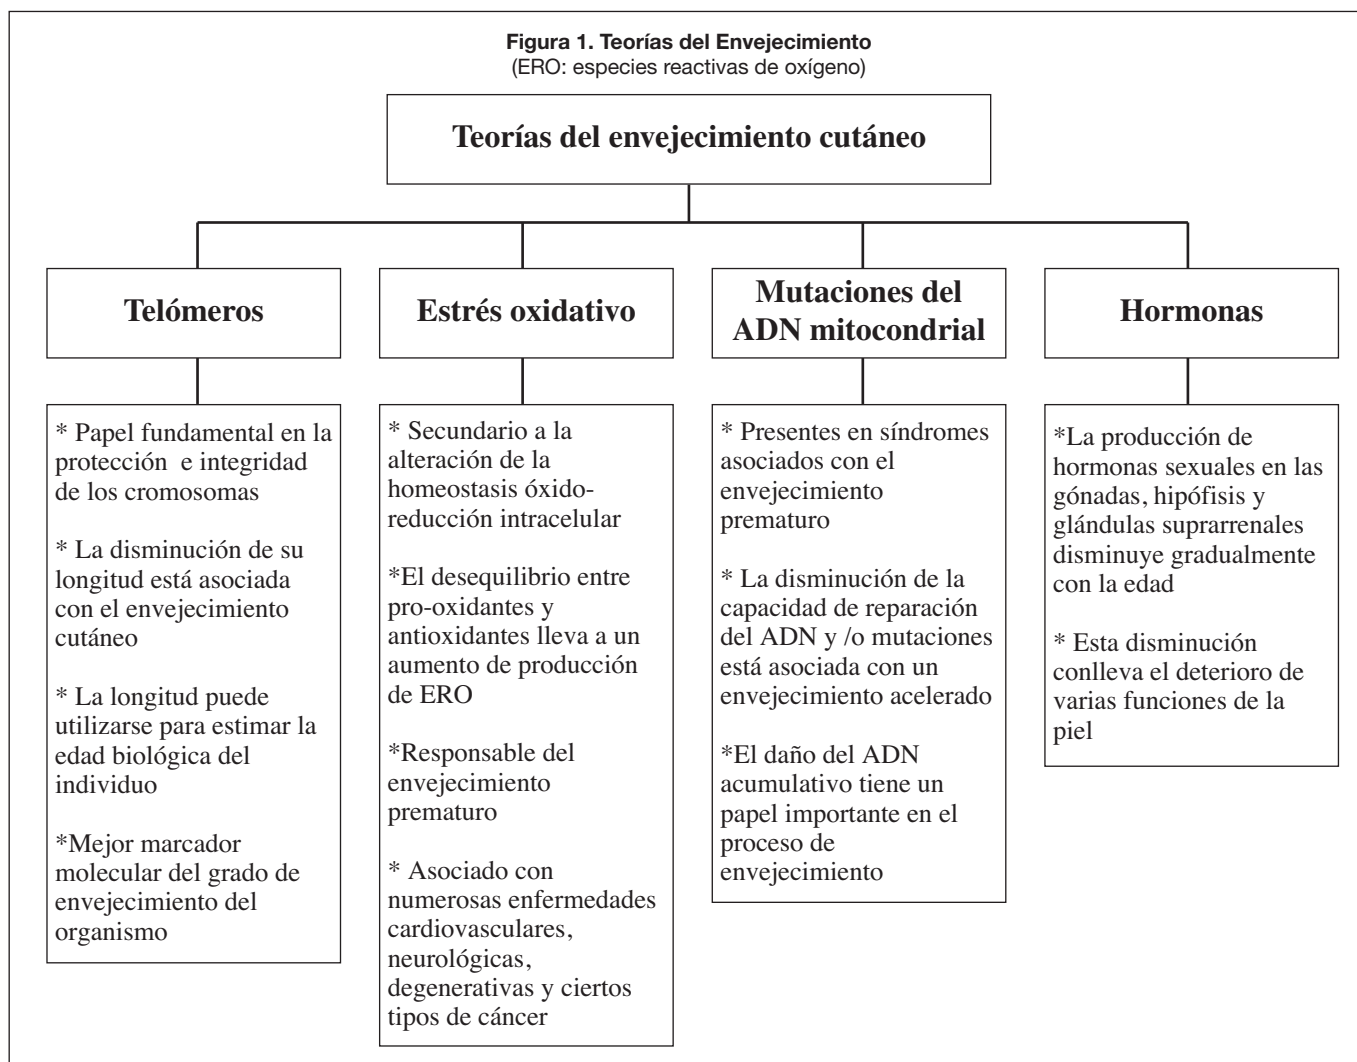 Figura 1. Teorías del Envejecimiento
(ERO: especies reactivas de oxígeno)
Teorías del envejecimiento cutáneo
Telómeros
* Papel fundamental en la
protección e integridad
de los cromosomas
* La disminución de su
longitud está asociada
con el envejecimiento
cutáneo
* La longitud puede
utilizarse para estimar la
edad biológica del
individuo
*Mejor marcador
molecular del grado de
envejecimiento del
organismo
Estrés oxidativo
* Secundario a la
alteración de la
homeostasis óxido-
reducción intracelular
*El desequilibrio entre
pro-oxidantes y
antioxidantes lleva a un
aumento de producción
de ERO
*Responsable del
envejecimiento
prematuro
* Asociado con
numerosas enfermedades
cardiovasculares,
neurológicas,
degenerativas y ciertos
tipos de cáncer
Mutaciones del
ADN mitocondrial
* Presentes en síndromes
asociados con el
envejecimiento
prematuro
* La disminución de la
capacidad de reparación
del ADN y /o mutaciones
está asociada con un
envejecimiento acelerado
*El daño del ADN
acumulativo tiene un
papel importante en el
proceso de
envejecimiento
Hormonas
*La producción de
hormonas sexuales en las
gónadas, hipófisis y
glándulas suprarrenales
disminuye gradualmente
con la edad
* Esta disminución
conlleva el deterioro de
varias funciones de la
piel